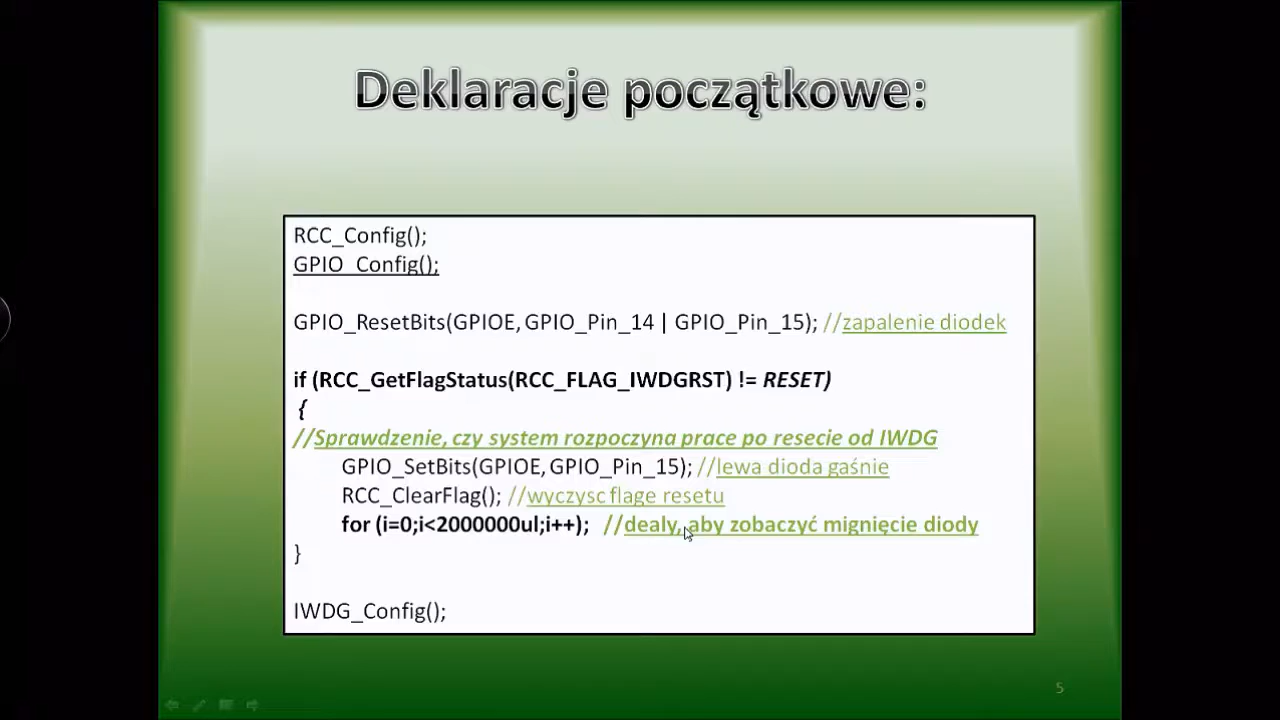 Deklaracje początkowe:
RCC_Config();
GPIO_Config();
GPIO_ResetBits(GPIOE, GPIO_Pin_14 | GPIO_Pin_15); //zapalenie diodek
if (RCC_GetFlagStatus(RCC_FLAG_IWDGRST) != RESET)
{
//Sprawdzenie, czy system rozpoczyna prace po resecie od IWDG
GPIO_SetBits(GPIOE, GPIO_Pin_15); //lewa dioda gaśnie
RCC_ClearFlag(); //wyczysc flage resetu
for (i=0;i<2000000ul;i++); //dealy, aby zobaczyć mignięcie diody
}
IWDG_Config();
5